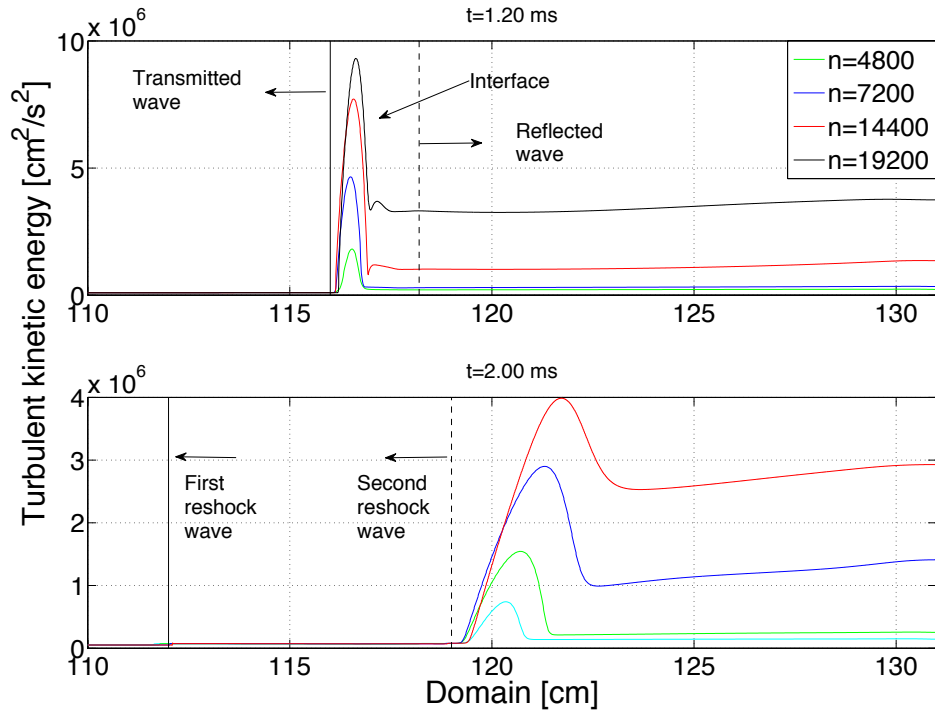 t=1.20 ms
x 10^6
Turbulent kinetic energy [cm^2/s^2]
10
5
0
Transmitted
wave
Interface
Reflected
wave
n=4800
n=7200
n=14400
n=19200
110 115 120 125 130
t=2.00 ms
x 10^6
4
3
2
1
0
First
reshock
wave
Second
reshock
wave
110 115 120 125 130
Domain [cm]